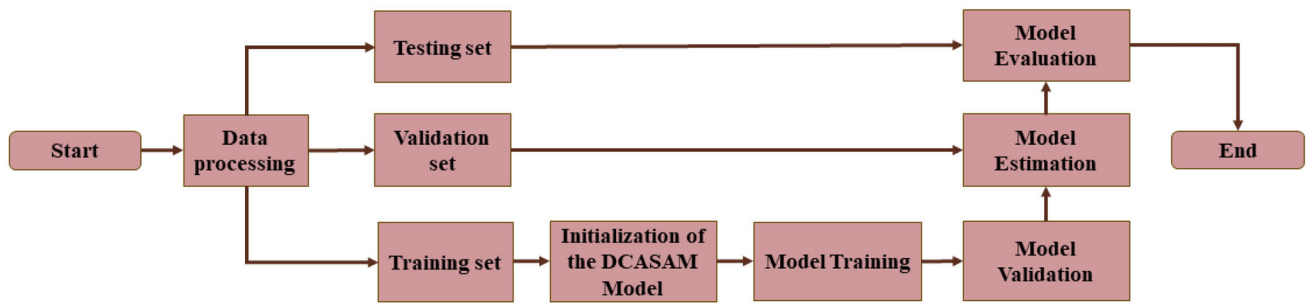 Start
Data
processing
Testing set
Validation
set
Training set
Initialization of
the DCASAM
Model
Model Training
Model
Validation
Model
Estimation
Model
Evaluation
End